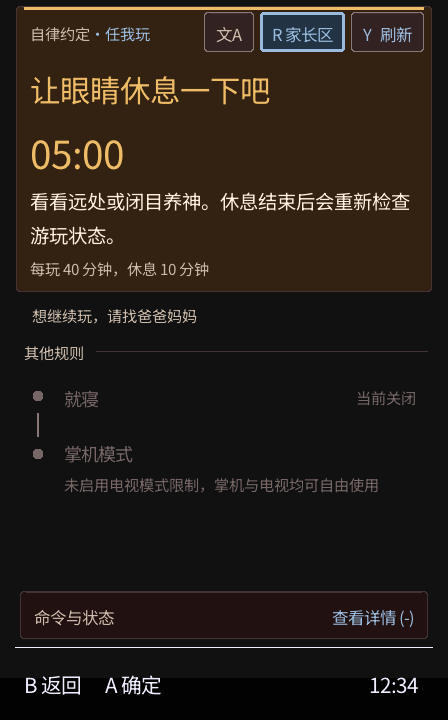 自律约定・任我玩 文A R 家长区 Y 刷新
让眼睛休息一下吧
05:00
看看远处或闭目养神。休息结束后会重新检查
游玩状态。
每玩 40 分钟，休息 10 分钟
想继续玩，请找爸爸妈妈
其他规则
就寝 当前关闭
掌机模式
未启用电视模式限制，掌机与电视均可自由使用
命令与状态 查看详情 (-)
B 返回 A 确定 12:34